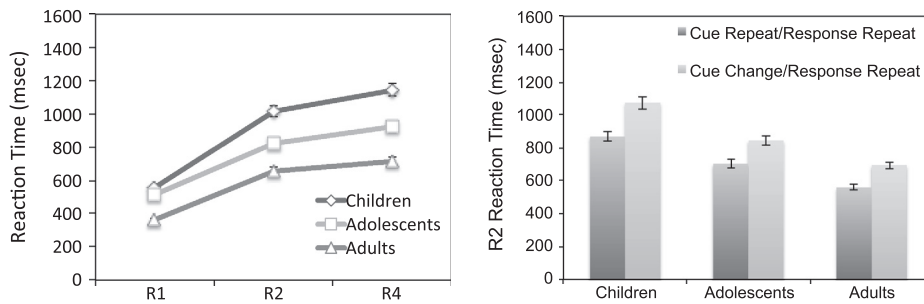 Reaction Time (msec)
1600
1400
1200
1000
800
600
400
200
0
R1 R2 R4
Children
Adolescents
Adults
R2 Reaction Time (msec)
1600
1400
1200
1000
800
600
400
200
0
Cue Repeat/Response Repeat
Cue Change/Response Repeat
Children Adolescents Adults